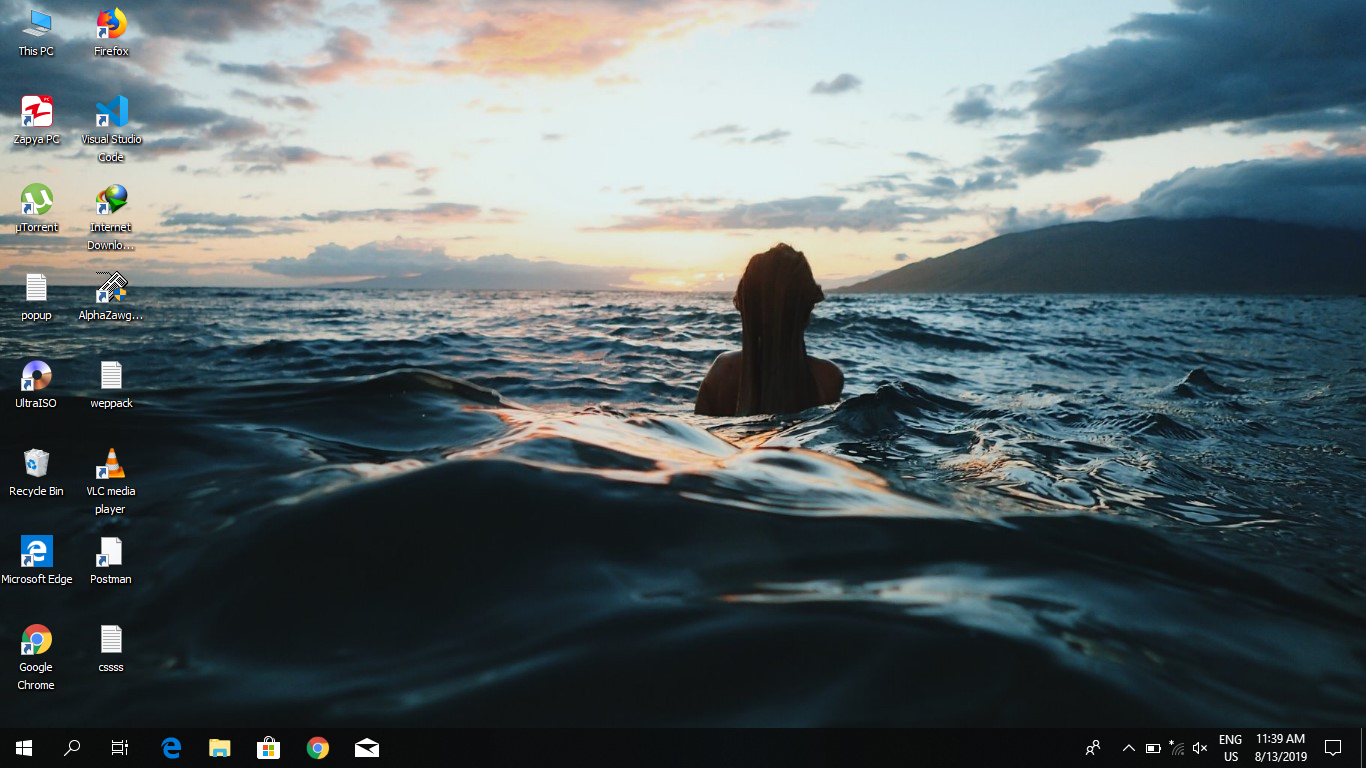 This PC
Firefox
Zapya PC
Visual Studio
Code
µTorrent
Internet
Downlo...
popup
AlphaZawg...
UltraISO
weppack
Recycle Bin
VLC media
player
Microsoft Edge
Postman
Google
Chrome
cssss
ENG
US
11:39 AM
8/13/2019